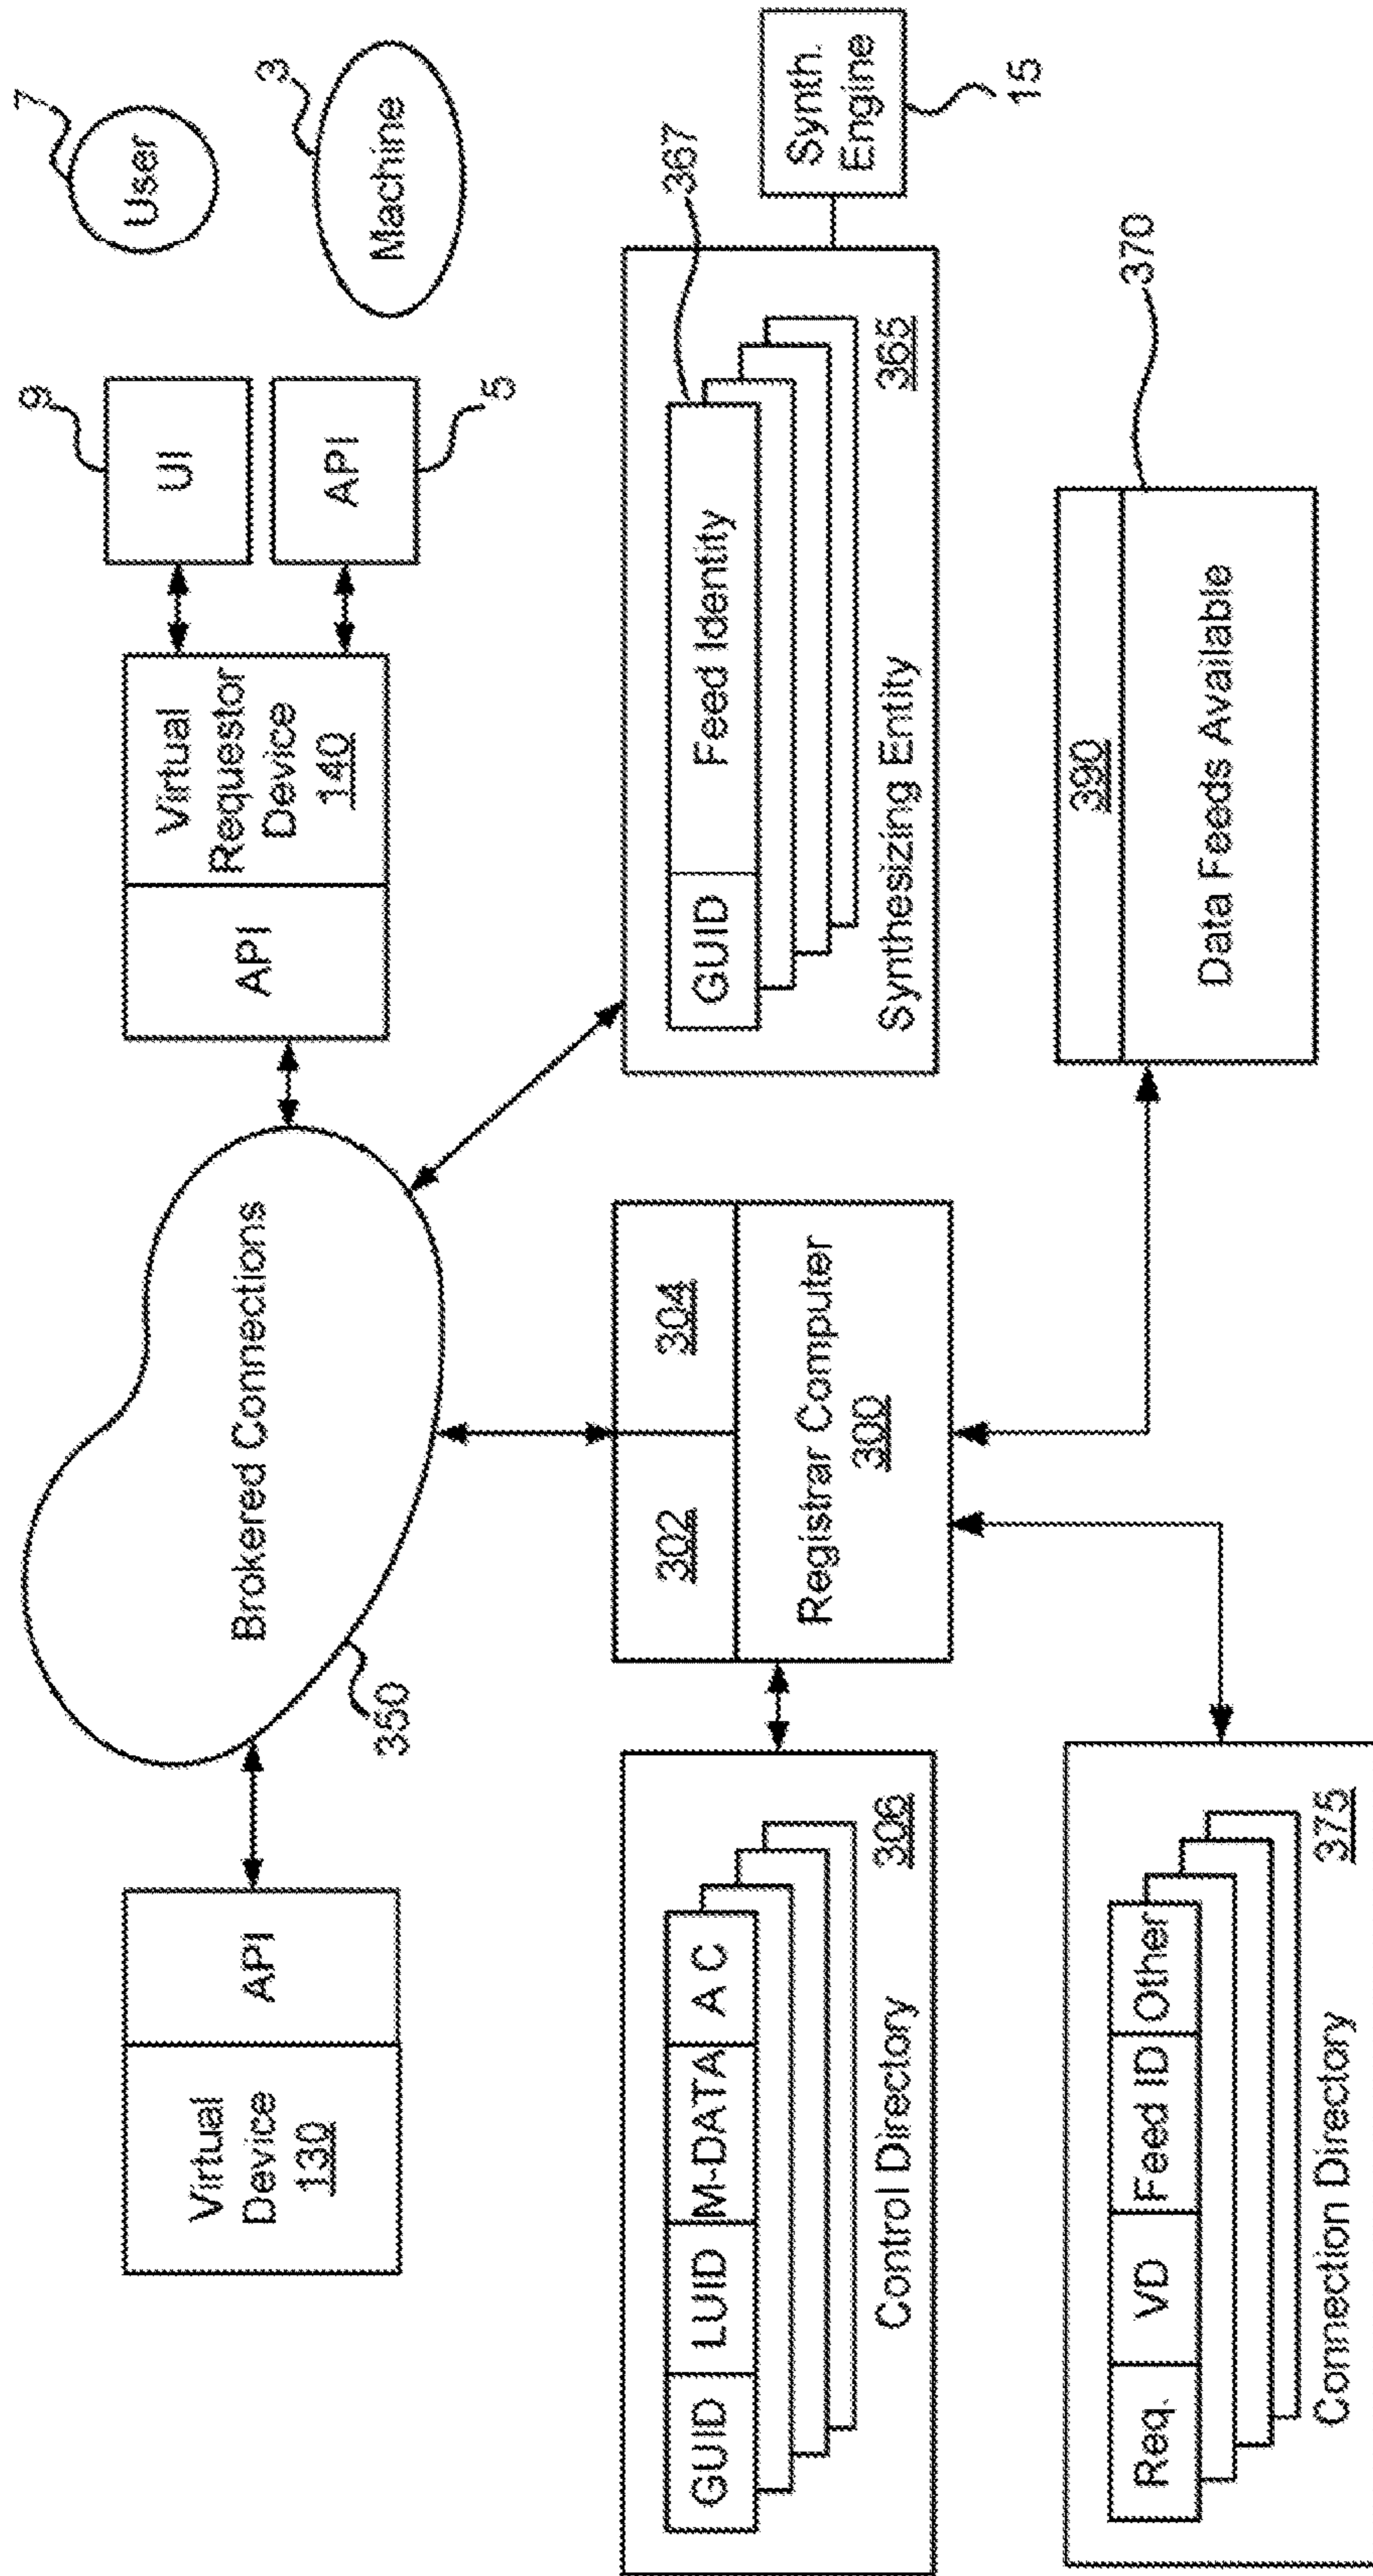 7
User
3
Machine
9
UI
API
5
Virtual
Requestor
Device
140
API
Brokered Connections
350
API
Virtual
Device
130
GUID
LUID
M-DATA
A C
306
Control Directory
302
304
Registrar Computer
300
GUID
Feed Identity
367
365
Synthesizing Entity
Synth.
Engine
15
Req.
VD
Feed ID
Other
375
Connection Directory
390
370
Data Feeds Available